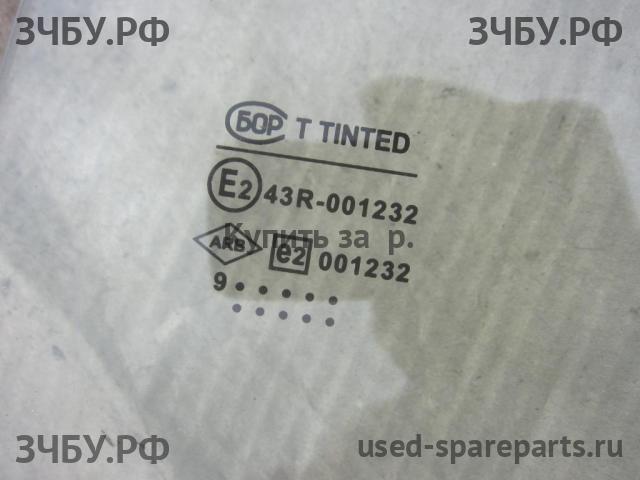 ЗЧБУ.РФ ЗЧБУ.РФ
БОР T TINTED
E2 43R-001232
Купить за р.
ARB e2 001232
9 • • • • •
• • • • •
ЗЧБУ.РФ used-spareparts.ru